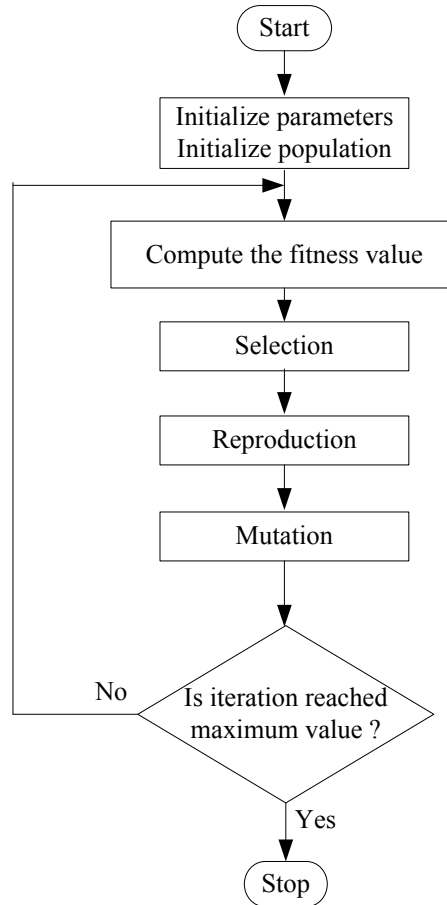 Start
Initialize parameters
Initialize population
Compute the fitness value
Selection
Reproduction
Mutation
Is iteration reached
maximum value ?
No
Yes
Stop